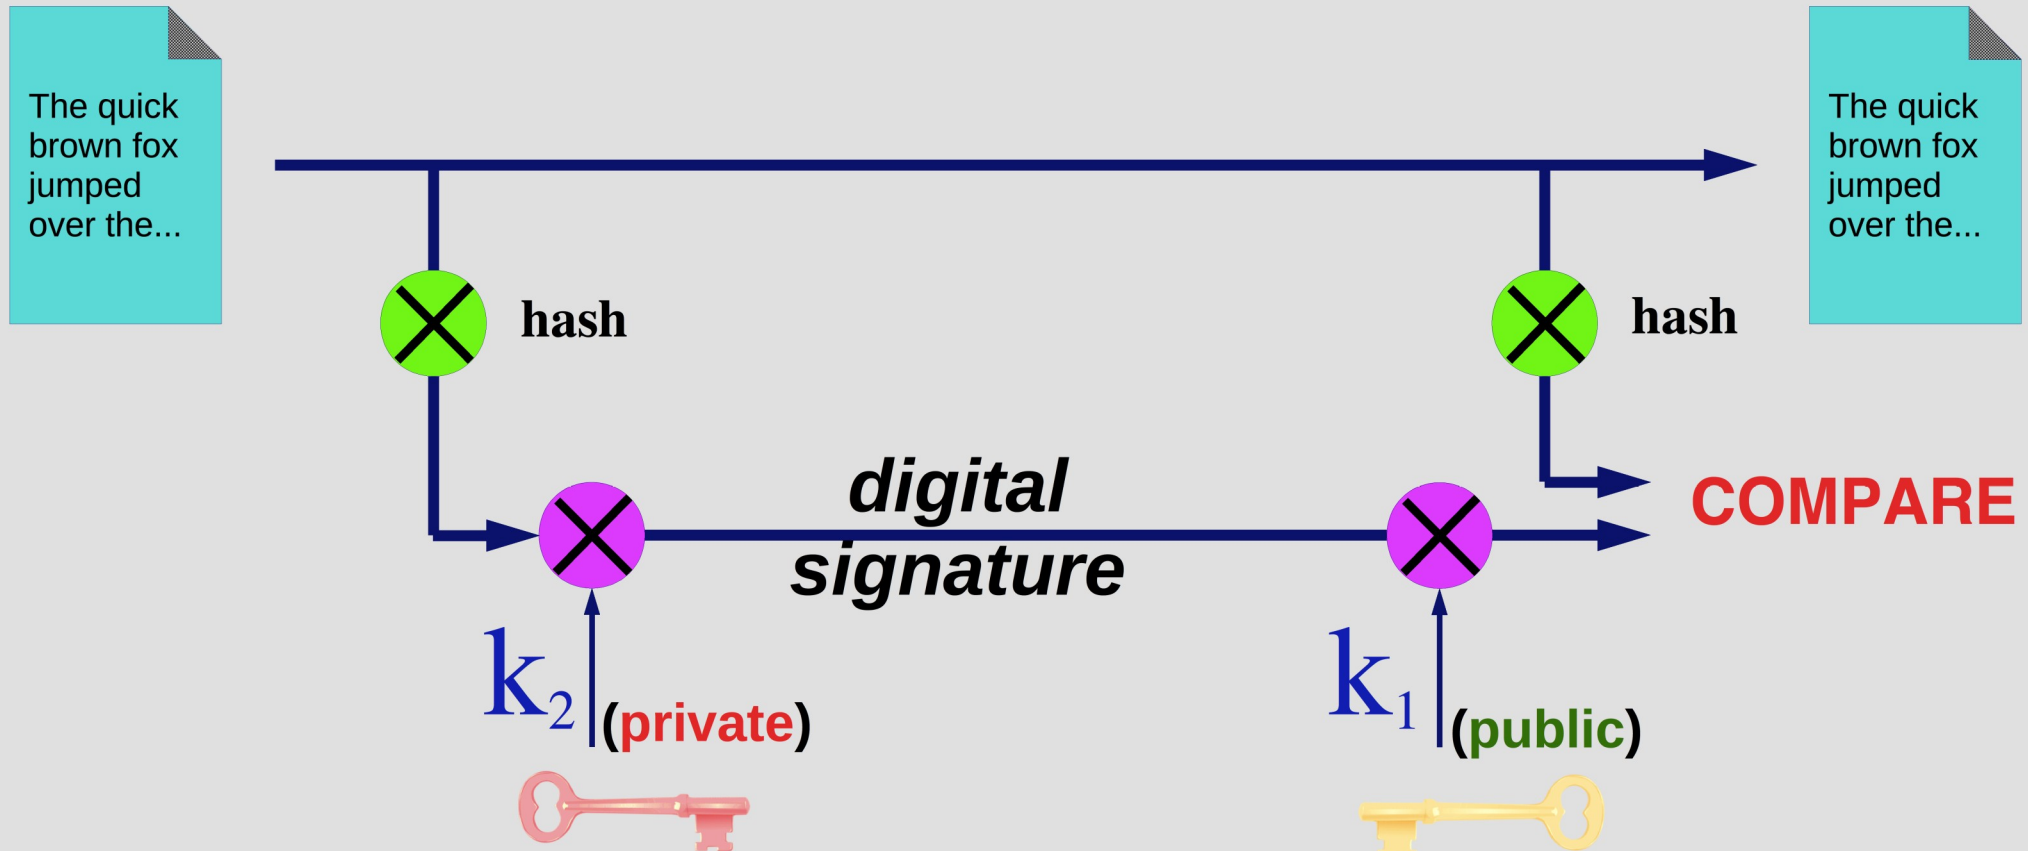 The quick
brown fox
jumped
over the...
The quick
brown fox
jumped
over the...
hash
hash
digital
signature
COMPARE
k₂ (private)
k₁ (public)